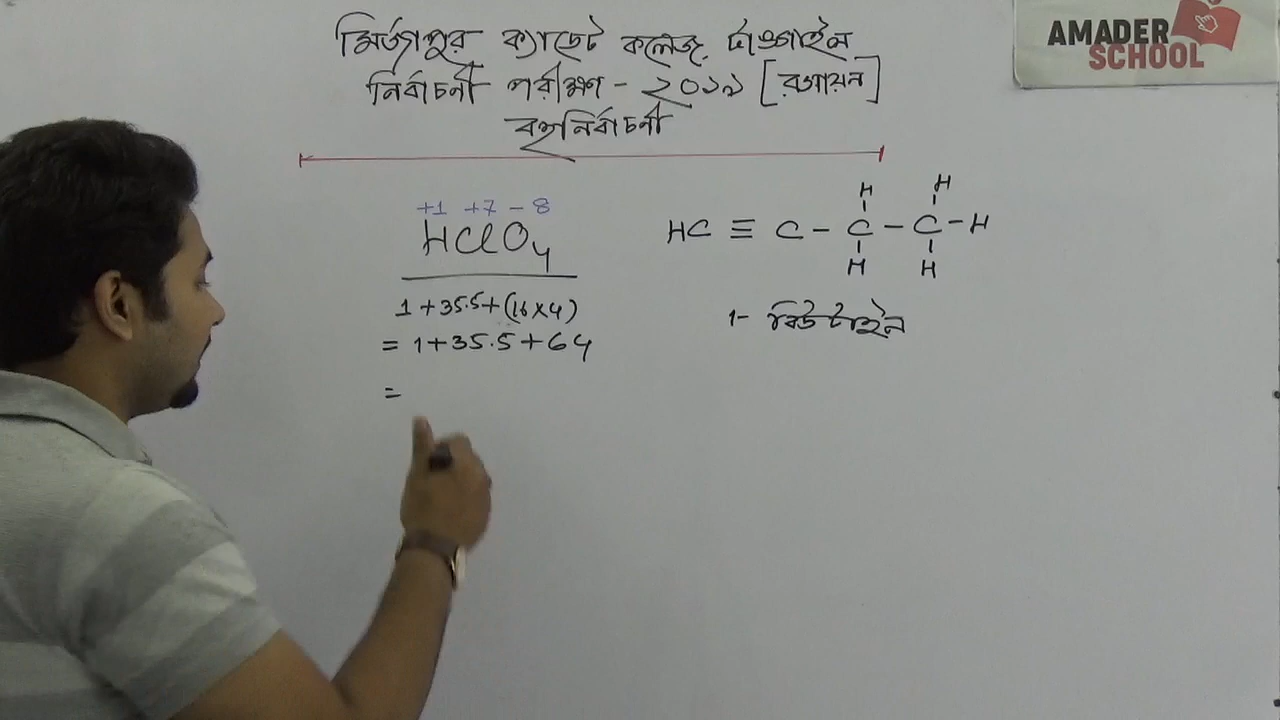 মির্জাপুর ক্যাডেট কলেজ, টাঙ্গাইল
নির্বাচনী পরীক্ষা - ২০১৯ [রসায়ন]
বহুনির্বাচনী
AMADER
SCHOOL
+1 +7 -8
HClO₄
1+35.5+(16×4)
= 1+35.5+64
=
H H
HC ≡ C - C - C - H
H H
1- বিউটাইন